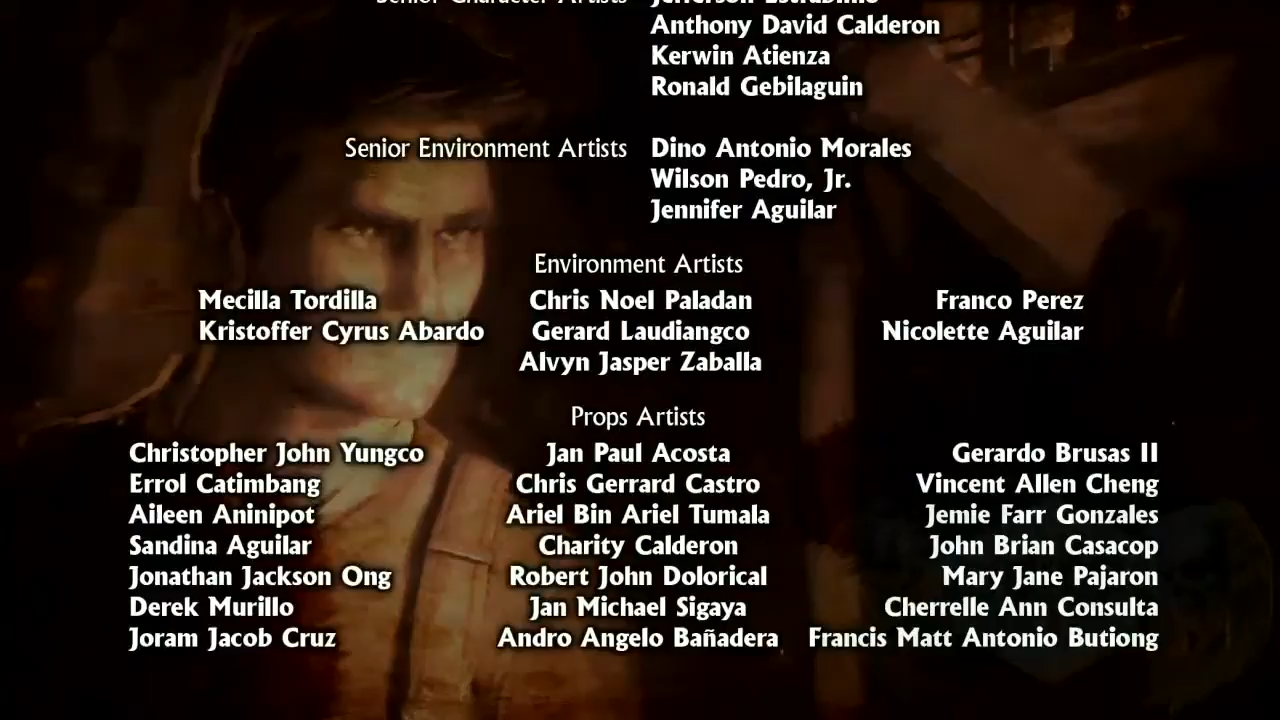 Senior Character Artists
Anthony David Calderon
Kerwin Atienza
Ronald Gebilaguin
Senior Environment Artists Dino Antonio Morales
Wilson Pedro, Jr.
Jennifer Aguilar
Environment Artists
Mecilla Tordilla Chris Noel Paladan Franco Perez
Kristoffer Cyrus Abardo Gerard Laudiangco Nicolette Aguilar
Alvyn Jasper Zaballa
Props Artists
Christopher John Yungco Jan Paul Acosta Gerardo Brusas II
Errol Catimbang Chris Gerrard Castro Vincent Allen Cheng
Aileen Aninipot Ariel Bin Ariel Tumala Jemie Farr Gonzales
Sandina Aguilar Charity Calderon John Brian Casacop
Jonathan Jackson Ong Robert John Dolorical Mary Jane Pajaron
Derek Murillo Jan Michael Sigaya Cherrelle Ann Consulta
Joram Jacob Cruz Andro Angelo Bañadera Francis Matt Antonio Butiong